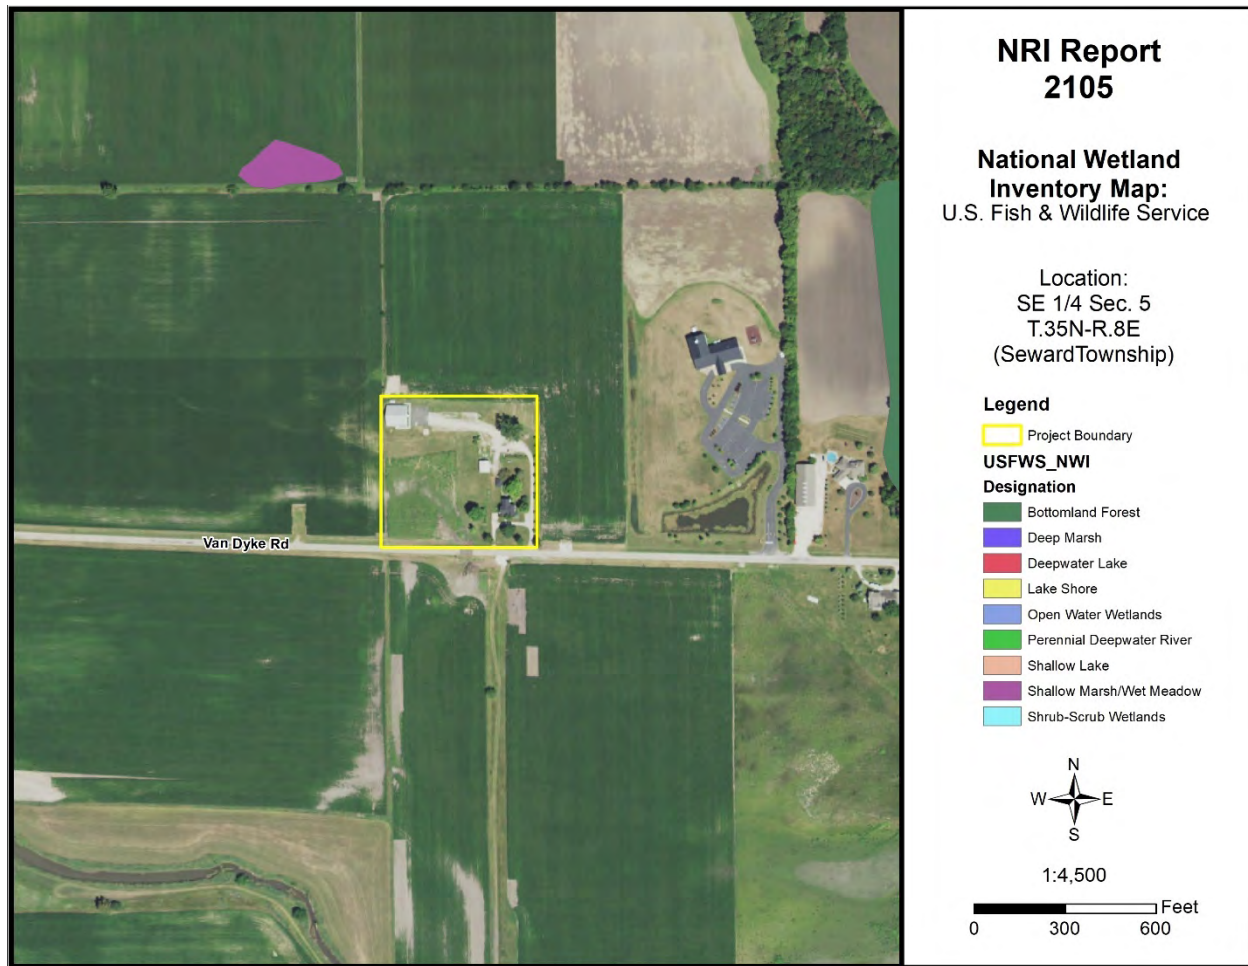 NRI Report
2105
National Wetland
Inventory Map:
U.S. Fish & Wildlife Service
Location:
SE 1/4 Sec. 5
T.35N-R.8E
(SewardTownship)
Legend
Project Boundary
USFWS_NWI
Designation
Bottomland Forest
Deep Marsh
Deepwater Lake
Lake Shore
Open Water Wetlands
Perennial Deepwater River
Shallow Lake
Shallow Marsh/Wet Meadow
Shrub-Scrub Wetlands
N
W E
S
1:4,500
Feet
0 300 600
Van Dyke Rd